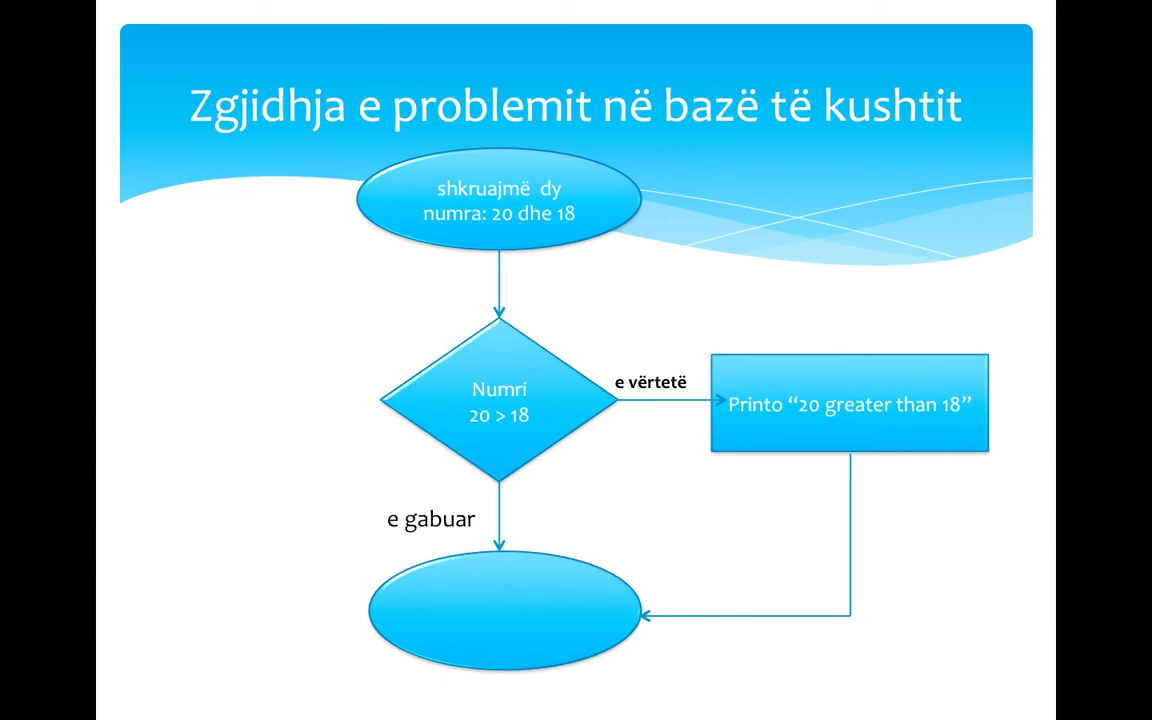 Zgjidhja e problemit në bazë të kushtit
shkruajmë dy
numra: 20 dhe 18
Numri
20 > 18
e vërtetë
Printo “20 greater than 18”
e gabuar